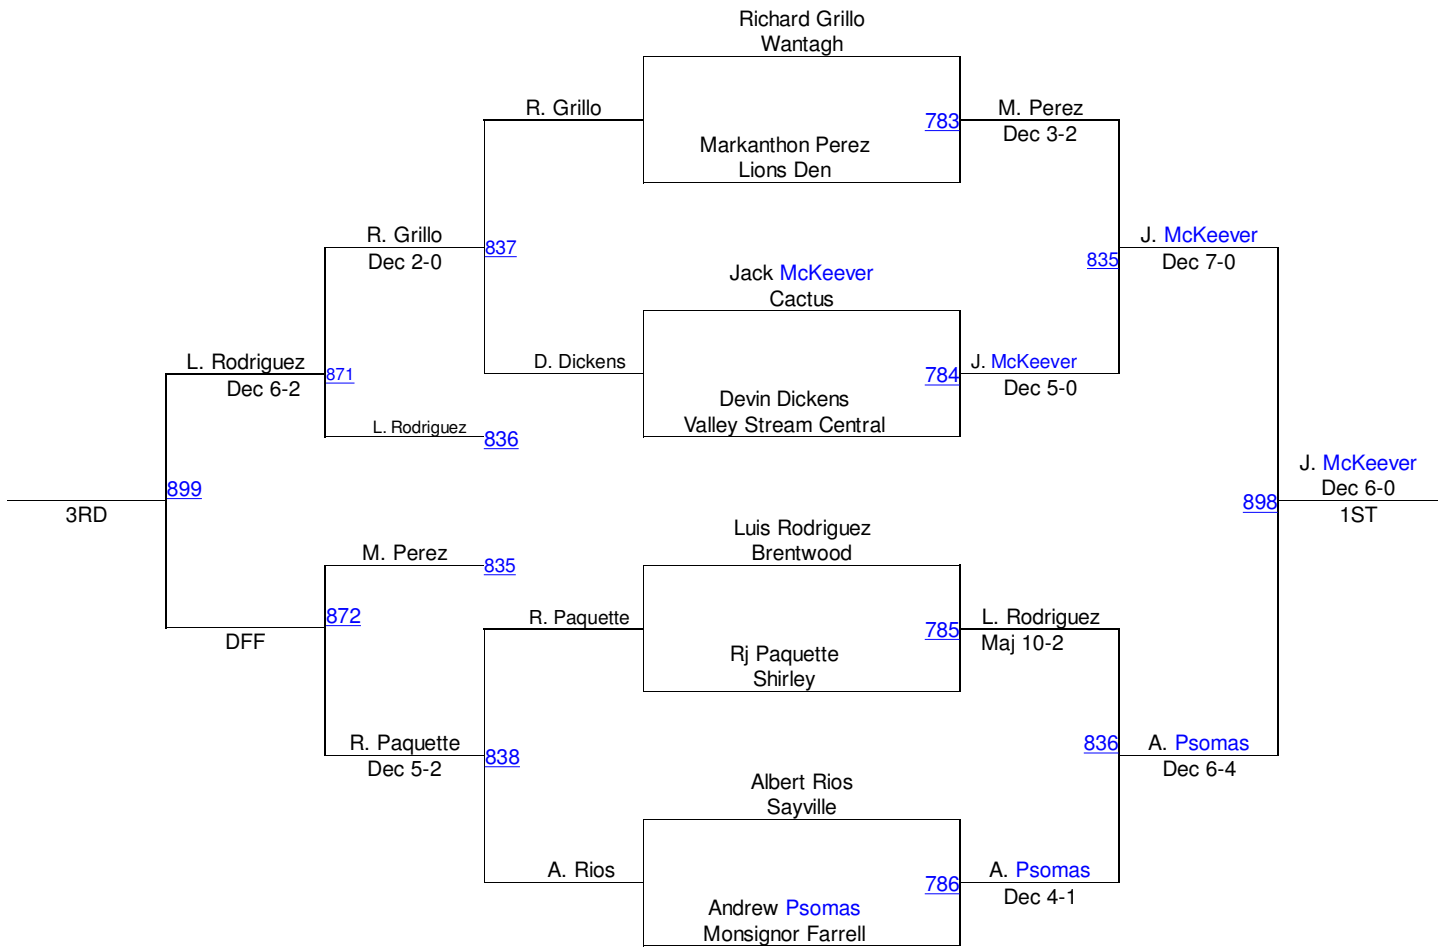 Richard Grillo
Wantagh
R. Grillo
783
M. Perez
Dec 3-2
Markanthon Perez
Lions Den
R. Grillo
Dec 2-0
837
J. McKeever
Dec 7-0
835
Jack McKeever
Cactus
L. Rodriguez
Dec 6-2
871
D. Dickens
784
J. McKeever
Dec 5-0
Devin Dickens
Valley Stream Central
L. Rodriguez
836
899
3RD
J. McKeever
Dec 6-0
898
1ST
Luis Rodriguez
Brentwood
M. Perez
835
872
DFF
R. Paquette
785
L. Rodriguez
Maj 10-2
Rj Paquette
Shirley
R. Paquette
Dec 5-2
838
836
A. Psomas
Dec 6-4
Albert Rios
Sayville
A. Rios
786
A. Psomas
Dec 4-1
Andrew Psomas
Monsignor Farrell